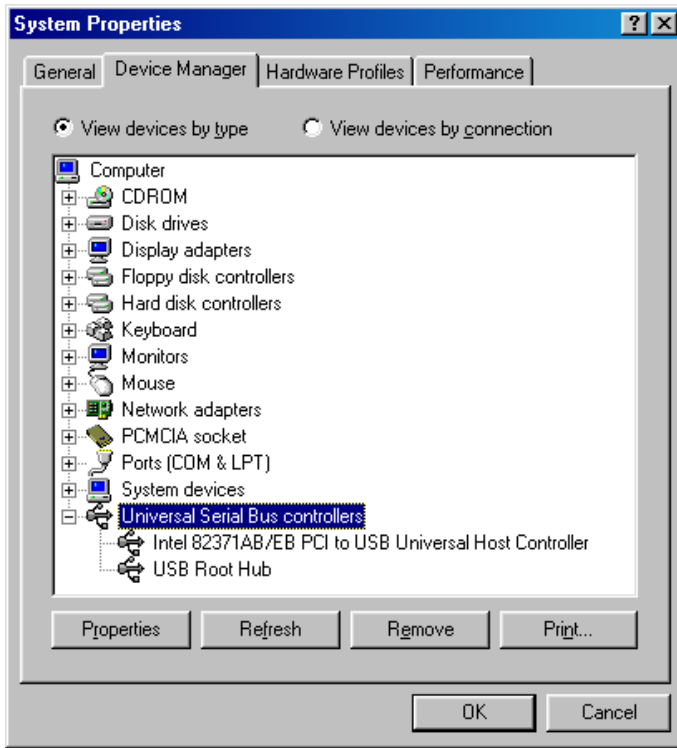 System Properties
General Device Manager Hardware Profiles Performance
View devices by type View devices by connection
Computer
CDROM
Disk drives
Display adapters
Floppy disk controllers
Hard disk controllers
Keyboard
Monitors
Mouse
Network adapters
PCMCIA socket
Ports (COM & LPT)
System devices
Universal Serial Bus controllers
Intel 82371AB/EB PCI to USB Universal Host Controller
USB Root Hub
Properties Refresh Remove Print...
OK Cancel